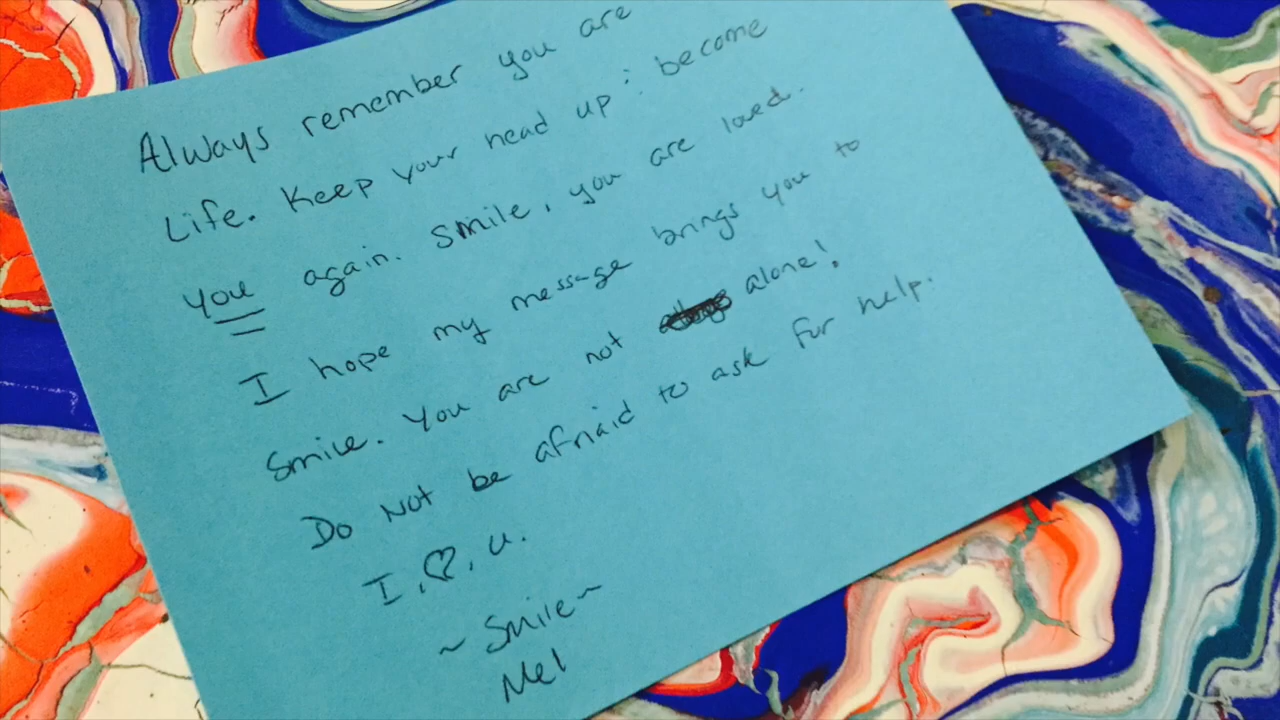 Always remember you are
Life. Keep your head up : become
you again. Smile, you are loved.
I hope my message brings you to
Smile. You are not alone!
Do Not be afriaid to ask for help.
I, ♡, u.
~ Smile ~
Mel